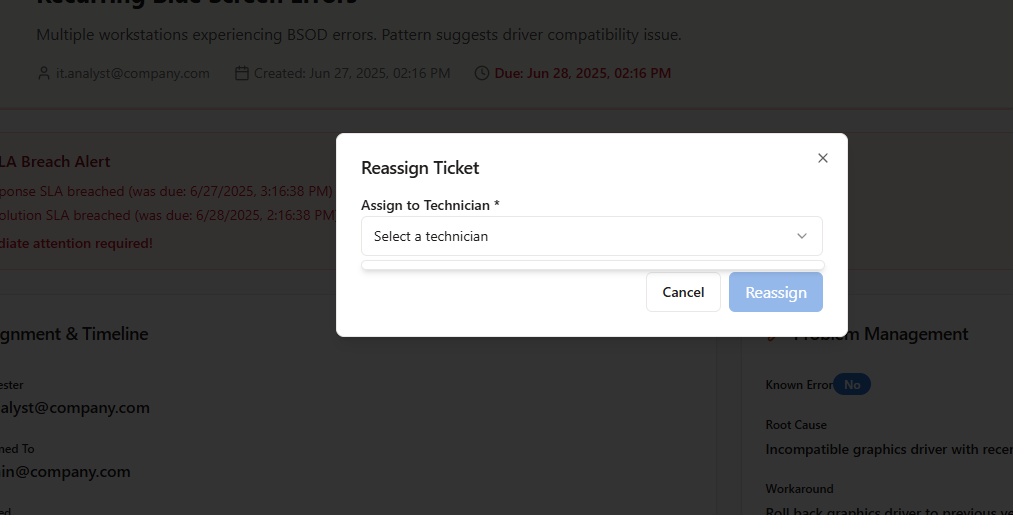 Recurring Blue Screen Errors
Multiple workstations experiencing BSOD errors. Pattern suggests driver compatibility issue.
it.analyst@company.com Created: Jun 27, 2025, 02:16 PM Due: Jun 28, 2025, 02:16 PM
LA Breach Alert
ponse SLA breached (was due: 6/27/2025, 3:16:38 PM)
olution SLA breached (was due: 6/28/2025, 2:16:38 PM
diate attention required!
Reassign Ticket
Assign to Technician *
Select a technician
Cancel Reassign
gnment & Timeline
ester
alyst@company.com
ned To
in@company.com
ed
Problem Management
Known Error No
Root Cause
Incompatible graphics driver with recen
Workaround
Roll back graphics driver to previous ve